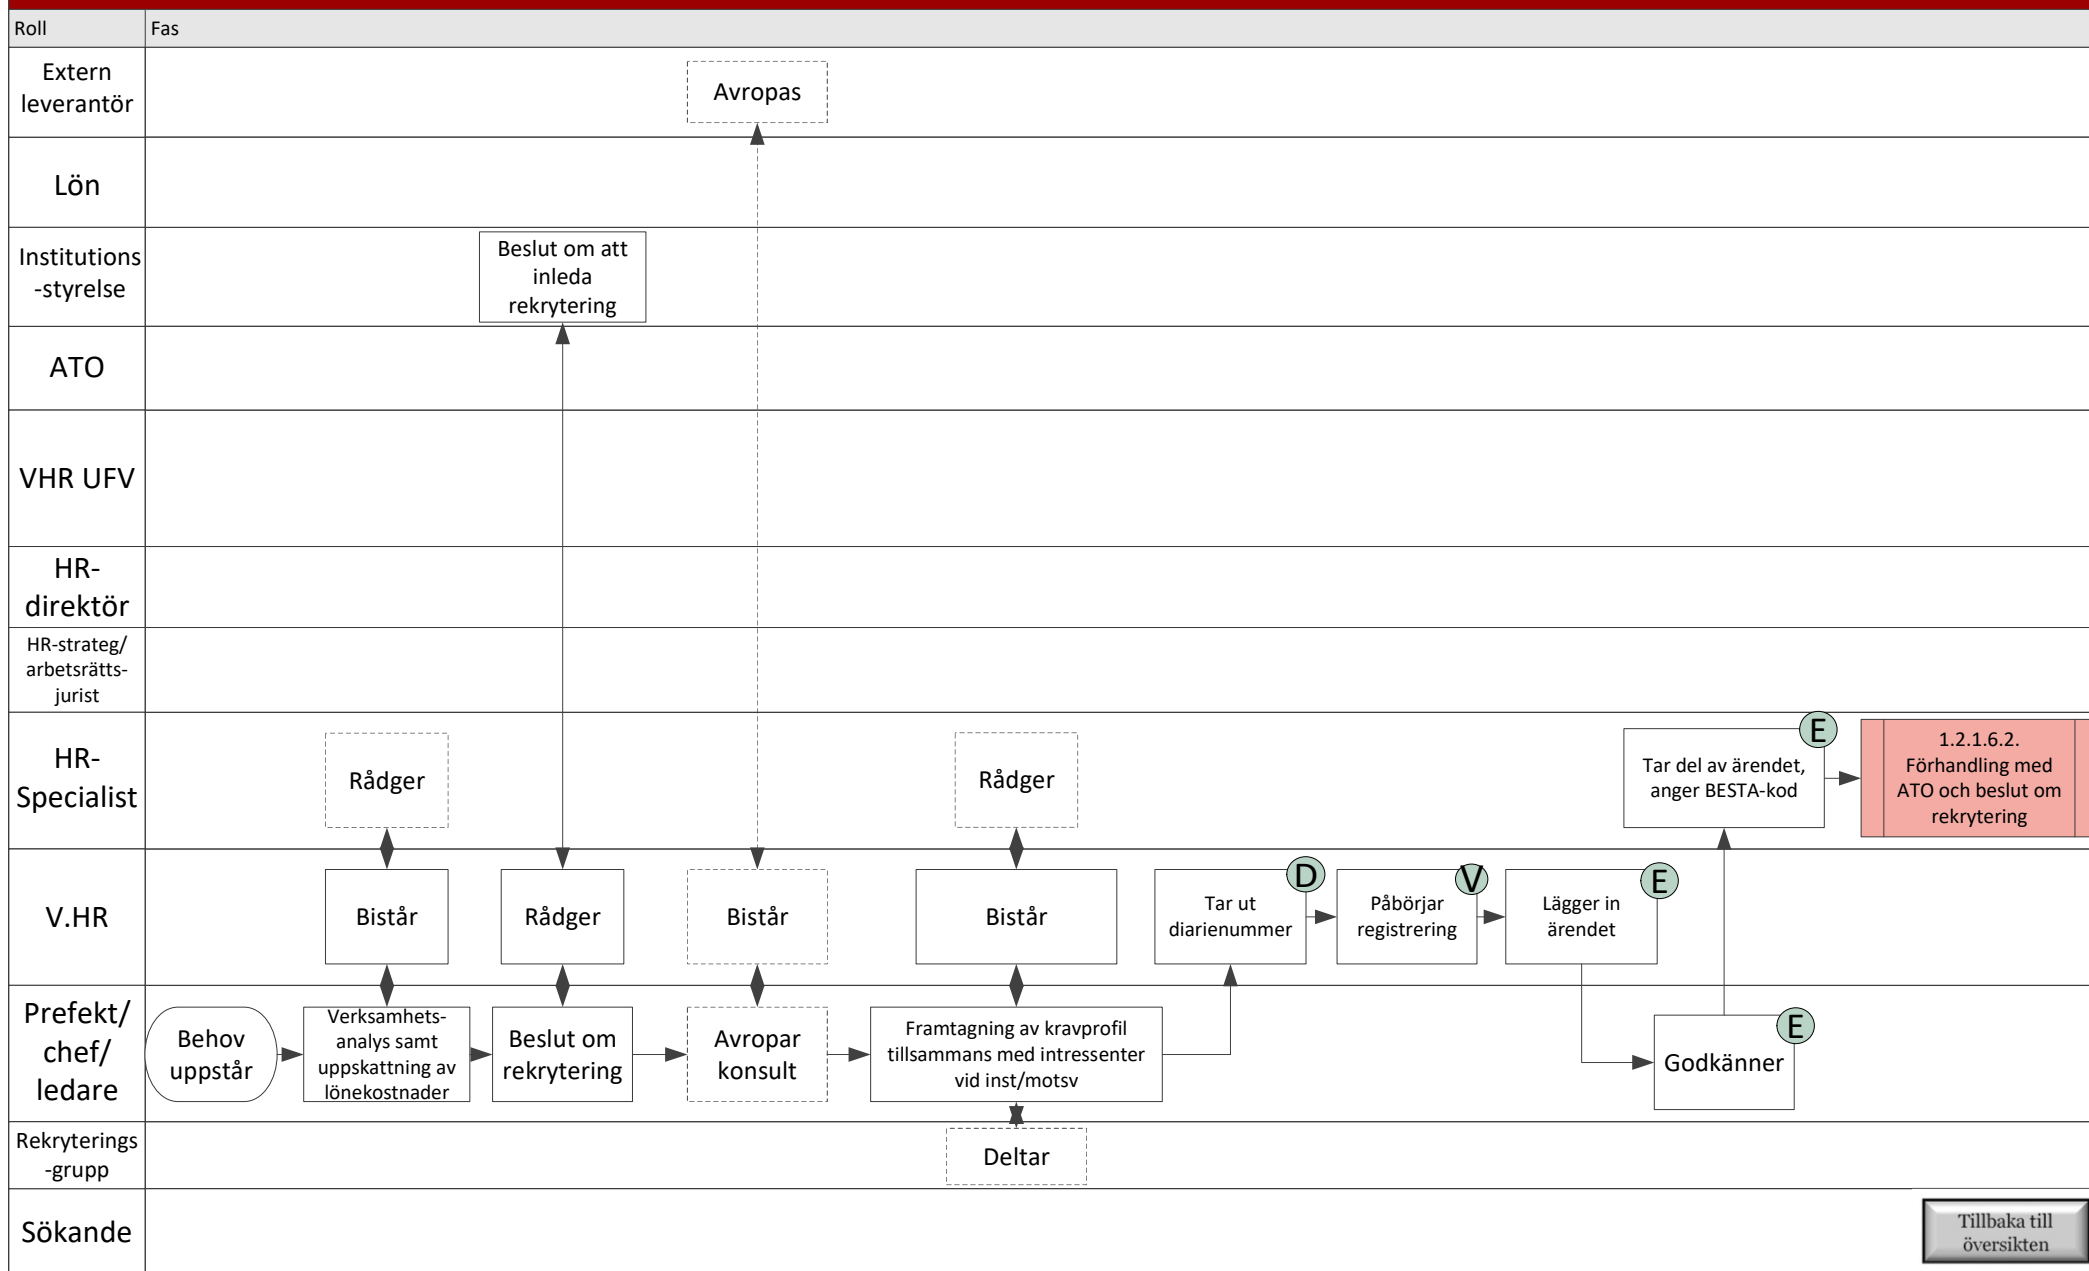 Roll
Fas
Extern
leverantör
Avropas
Lön
Institutions
-styrelse
Beslut om att
inleda
rekrytering
ATO
VHR UFV
HR-
direktör
HR-strateg/
arbetsrätts-
jurist
HR-
Specialist
Rådger
Rådger
Tar del av ärendet,
anger BESTA-kod
E
1.2.1.6.2.
Förhandling med
ATO och beslut om
rekrytering
V.HR
Bistår
Rådger
Bistår
Bistår
Tar ut
diarienummer
D
Påbörjar
registrering
V
Lägger in
ärendet
E
Prefekt/
chef/
ledare
Behov
uppstår
Verksamhets-
analys samt
uppskattning av
lönekostnader
Beslut om
rekrytering
Avropar
konsult
Framtagning av kravprofil
tillsammans med intressenter
vid inst/motsv
Godkänner
E
Rekryterings
-grupp
Deltar
Sökande
Tillbaka till
översikten